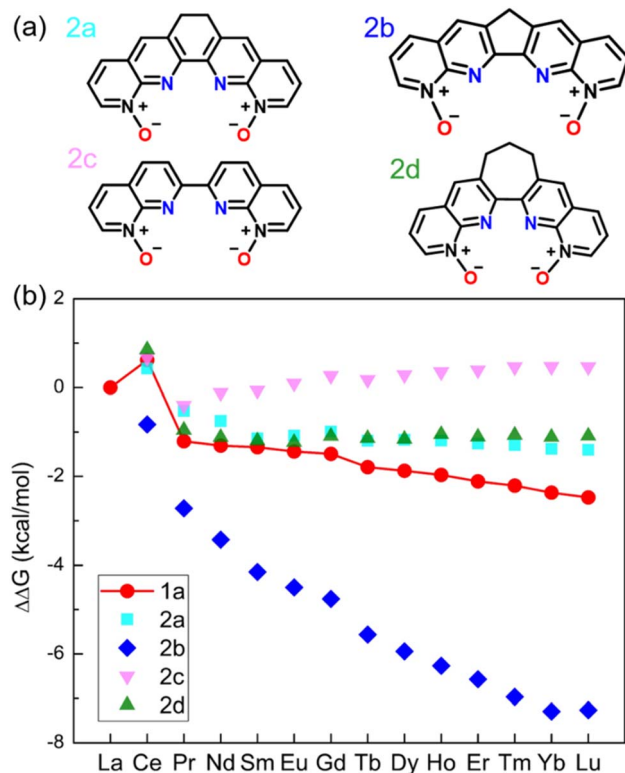 (a)
2a
2b
N N
N + N +
O − O −
N N
N + N +
O − O −
2c
2d
N N
N + N +
O − O −
N N
N + N +
O − O −
(b)
2
0
-2
-4
-6
-8
ΔΔG (kcal/mol)
1a
2a
2b
2c
2d
La Ce Pr Nd Sm Eu Gd Tb Dy Ho Er Tm Yb Lu